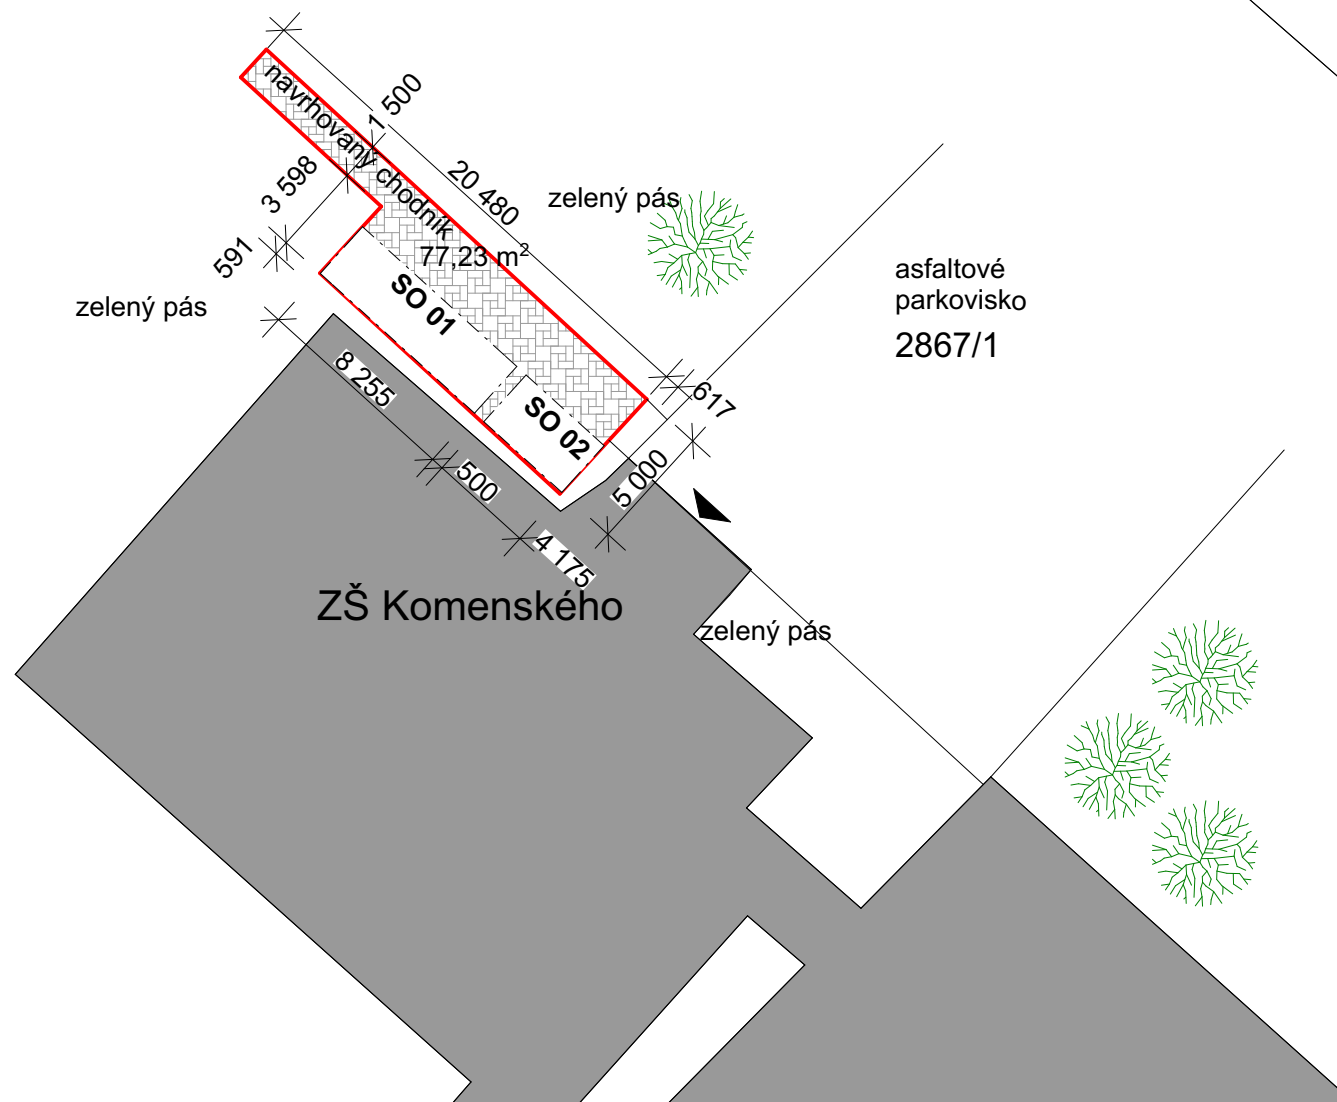 1 500
navrhovaný chodník
3 598
20 480
zelený pás
591
77,23 m²
asfaltové
parkovisko
2867/1
zelený pás
SO 01
8 255
617
SO 02
500
5 000
4 175
ZŠ Komenského
zelený pás